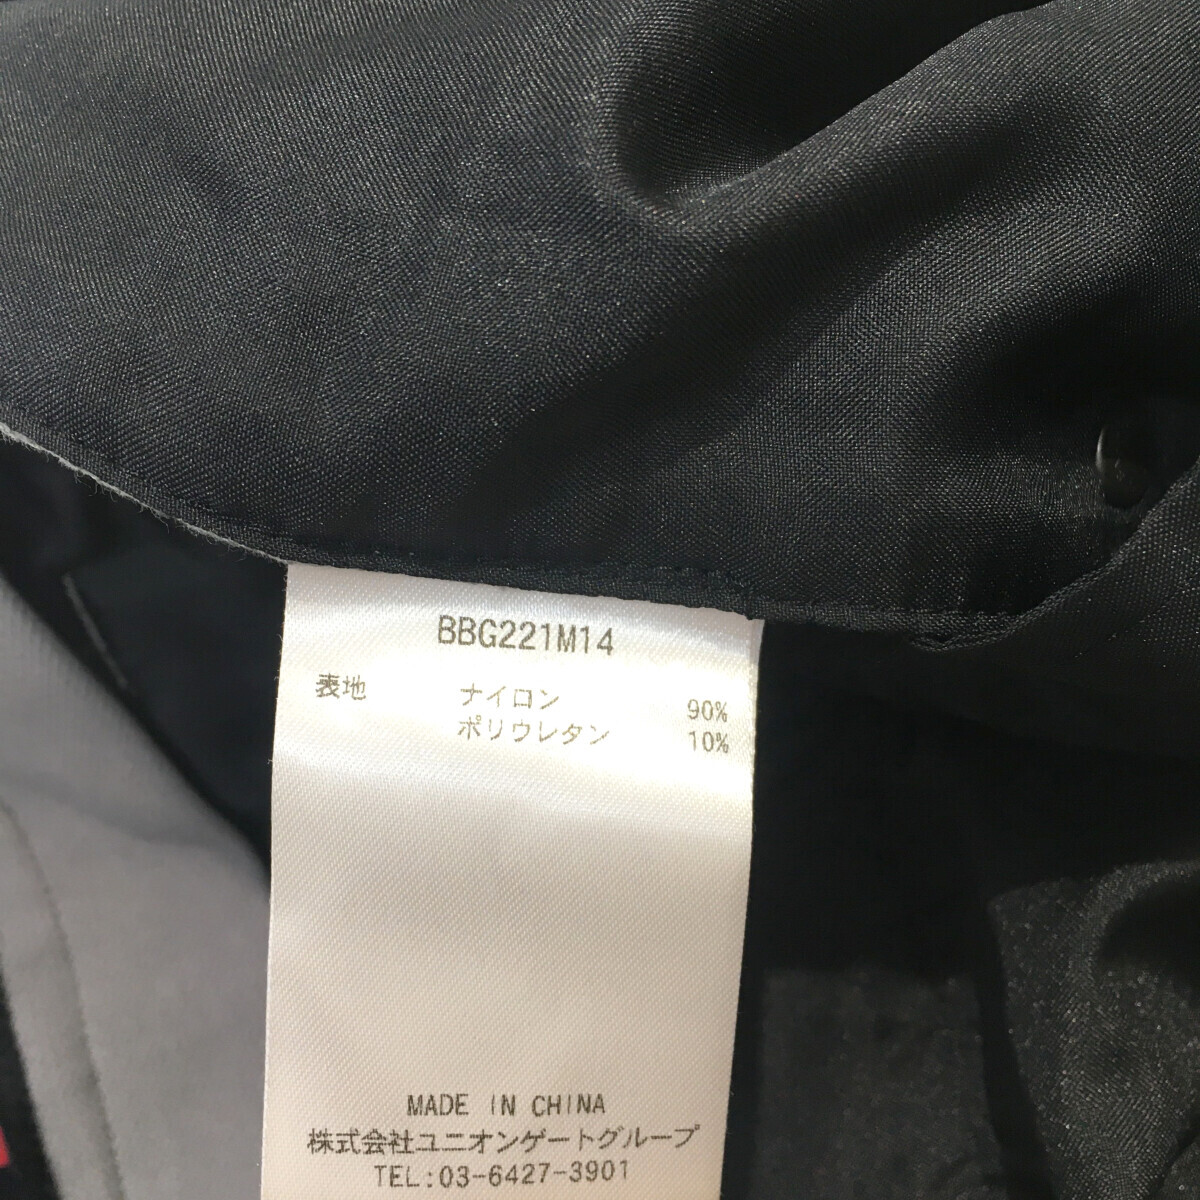 BBG221M14
表地 ナイロン 90%
ポリウレタン 10%
MADE IN CHINA
株式会社ユニオンゲートグループ
TEL:03-6427-3901